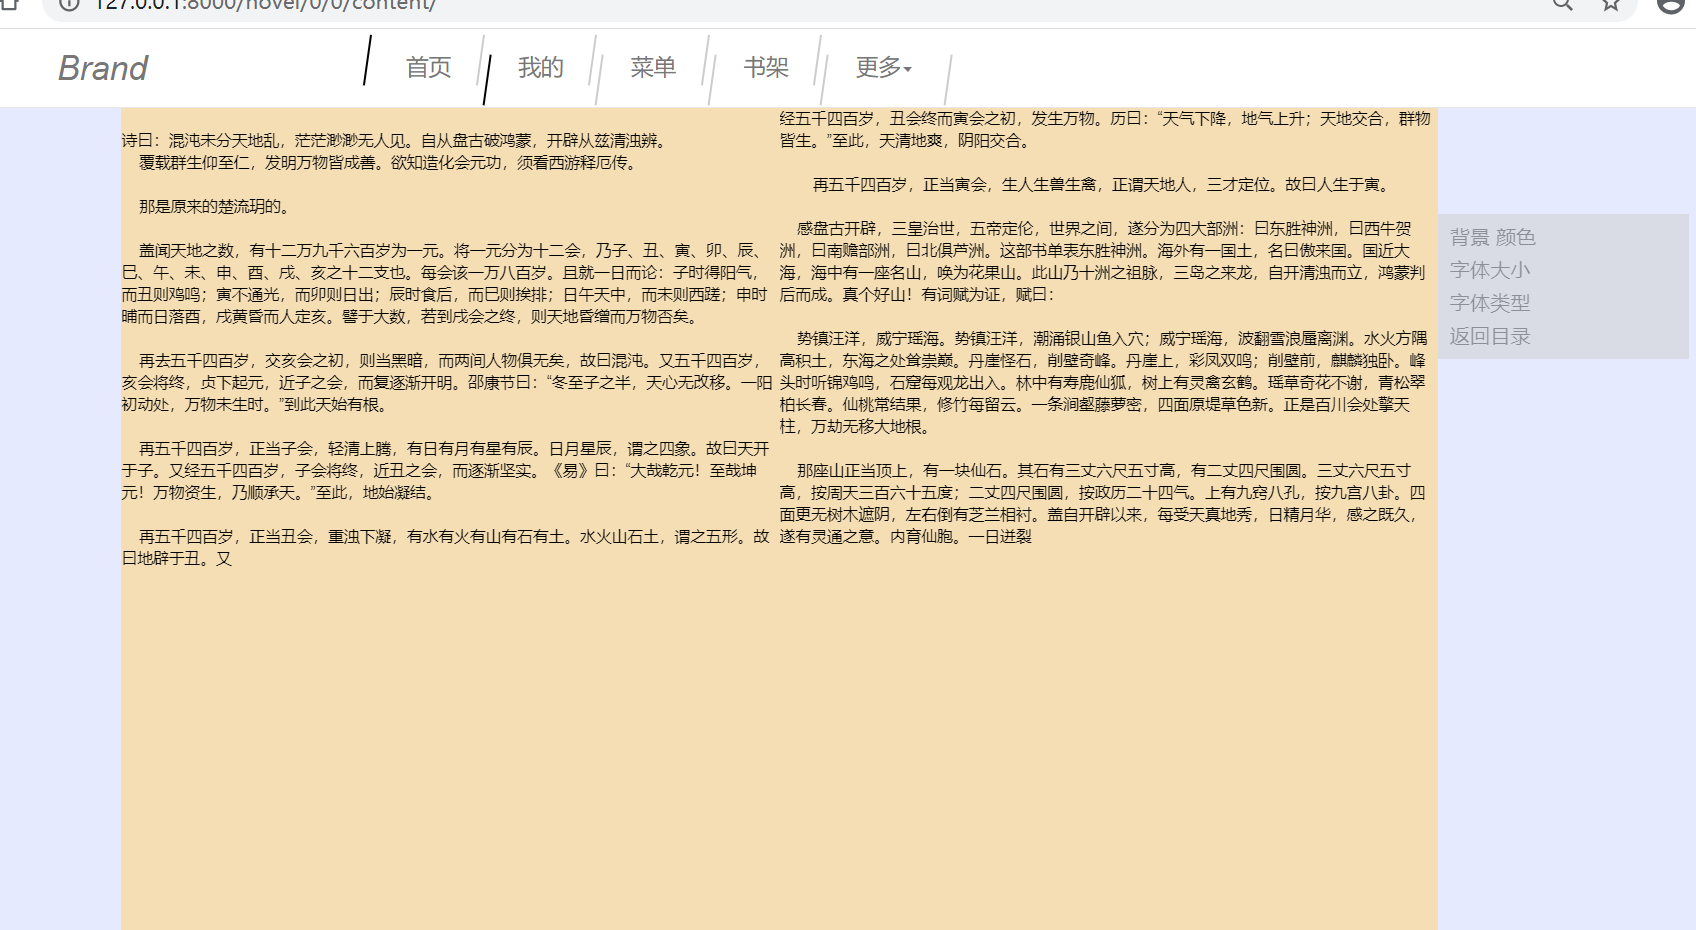 127.0.0.1:8000/novel/0/0/content/
Brand
首页
我的
菜单
书架
更多
诗曰：混沌未分天地乱，茫茫渺渺无人见。自从盘古破鸿蒙，开辟从兹清浊辨。
覆载群生仰至仁，发明万物皆成善。欲知造化会元功，须看西游释厄传。
那是原来的楚流玥的。
盖闻天地之数，有十二万九千六百岁为一元。将一元分为十二会，乃子、丑、寅、卯、辰、
巳、午、未、申、酉、戌、亥之十二支也。每会该一万八百岁。且就一日而论：子时得阳气，
而丑则鸡鸣；寅不通光，而卯则日出；辰时食后，而巳则挨排；日午天中，而未则西蹉；申时
晡而日落酉，戌黄昏而人定亥。譬于大数，若到戌会之终，则天地昏缯而万物否矣。
再去五千四百岁，交亥会之初，则当黑暗，而两间人物俱无矣，故曰混沌。又五千四百岁，
亥会将终，贞下起元，近子之会，而复逐渐开明。邵康节曰：“冬至子之半，天心无改移。一阳
初动处，万物未生时。”到此天始有根。
再五千四百岁，正当子会，轻清上腾，有日有月有星有辰。日月星辰，谓之四象。故曰天开
于子。又经五千四百岁，子会将终，近丑之会，而逐渐坚实。《易》曰：“大哉乾元！至哉坤
元！万物资生，乃顺承天。”至此，地始凝结。
再五千四百岁，正当丑会，重浊下凝，有水有火有山有石有土。水火山石土，谓之五形。故
曰地辟于丑。又
经五千四百岁，丑会终而寅会之初，发生万物。历曰：“天气下降，地气上升；天地交合，群物
皆生。”至此，天清地爽，阴阳交合。
再五千四百岁，正当寅会，生人生兽生禽，正谓天地人，三才定位。故曰人生于寅。
感盘古开辟，三皇治世，五帝定伦，世界之间，遂分为四大部洲：曰东胜神洲，曰西牛贺
洲，曰南赡部洲，曰北俱芦洲。这部书单表东胜神洲。海外有一国土，名曰傲来国。国近大
海，海中有一座名山，唤为花果山。此山乃十洲之祖脉，三岛之来龙，自开清浊而立，鸿蒙判
后而成。真个好山！有词赋为证，赋曰：
势镇汪洋，威宁瑶海。势镇汪洋，潮涌银山鱼入穴；威宁瑶海，波翻雪浪蜃离渊。水火方隅
高积土，东海之处耸崇巅。丹崖怪石，削壁奇峰。丹崖上，彩凤双鸣；削壁前，麒麟独卧。峰
头时听锦鸡鸣，石窟每观龙出入。林中有寿鹿仙狐，树上有灵禽玄鹤。瑶草奇花不谢，青松翠
柏长春。仙桃常结果，修竹每留云。一条涧壑藤萝密，四面原堤草色新。正是百川会处擎天
柱，万劫无移大地根。
那座山正当顶上，有一块仙石。其石有三丈六尺五寸高，有二丈四尺围圆。三丈六尺五寸
高，按周天三百六十五度；二丈四尺围圆，按政历二十四气。上有九窍八孔，按九宫八卦。四
面更无树木遮阴，左右倒有芝兰相衬。盖自开辟以来，每受天真地秀，日精月华，感之既久，
遂有灵通之意。内育仙胞。一日迸裂
背景 颜色
字体大小
字体类型
返回目录